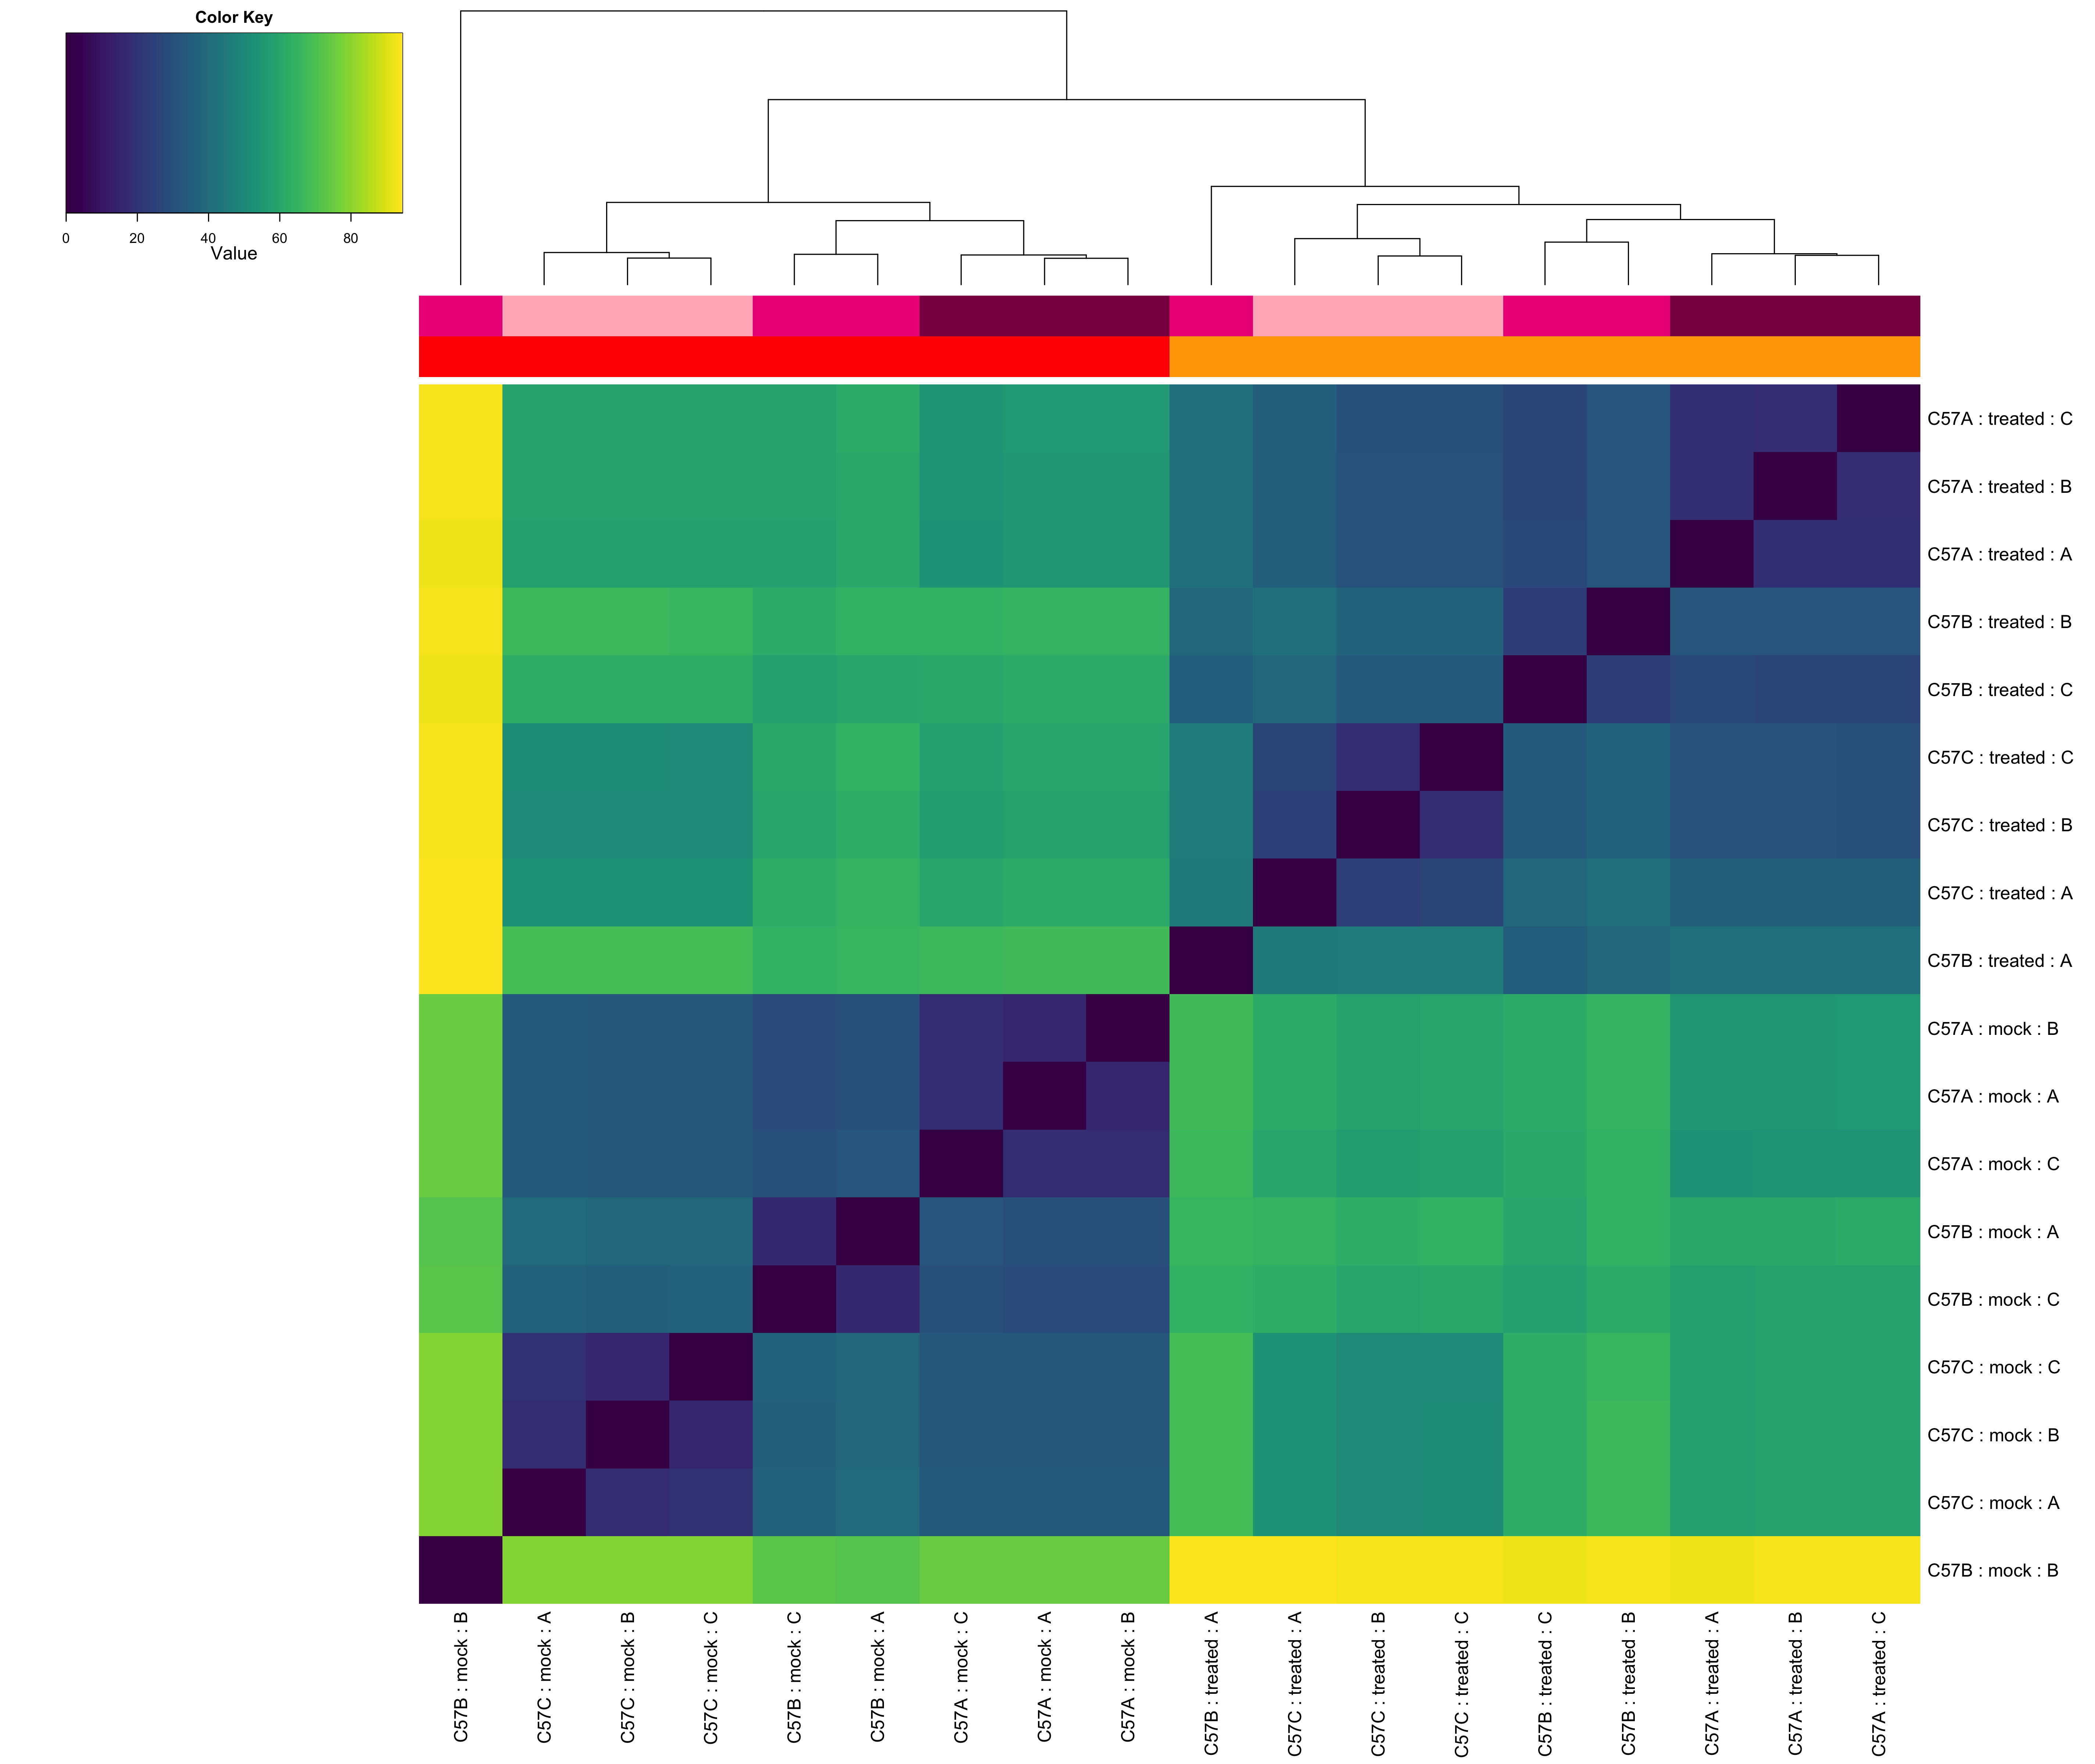 Color Key
0 20 40 60 80
Value
C57A : treated : C
C57A : treated : B
C57A : treated : A
C57B : treated : B
C57B : treated : C
C57C : treated : C
C57C : treated : B
C57C : treated : A
C57B : treated : A
C57A : mock : B
C57A : mock : A
C57A : mock : C
C57B : mock : A
C57B : mock : C
C57C : mock : C
C57C : mock : B
C57C : mock : A
C57B : mock : B
C57B : mock : B
C57C : mock : A
C57C : mock : B
C57C : mock : C
C57B : mock : C
C57B : mock : A
C57A : mock : C
C57A : mock : A
C57A : mock : B
C57B : treated : A
C57C : treated : A
C57C : treated : B
C57C : treated : C
C57B : treated : C
C57B : treated : B
C57A : treated : A
C57A : treated : B
C57A : treated : C